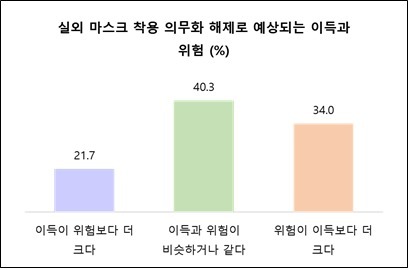 실외 마스크 착용 의무화 해제로 예상되는 이득과
위험 (%)
40.3
34.0
21.7
이득이 위험보다 더
크다
이득과 위험이
비슷하거나 같다
위험이 이득보다 더
크다